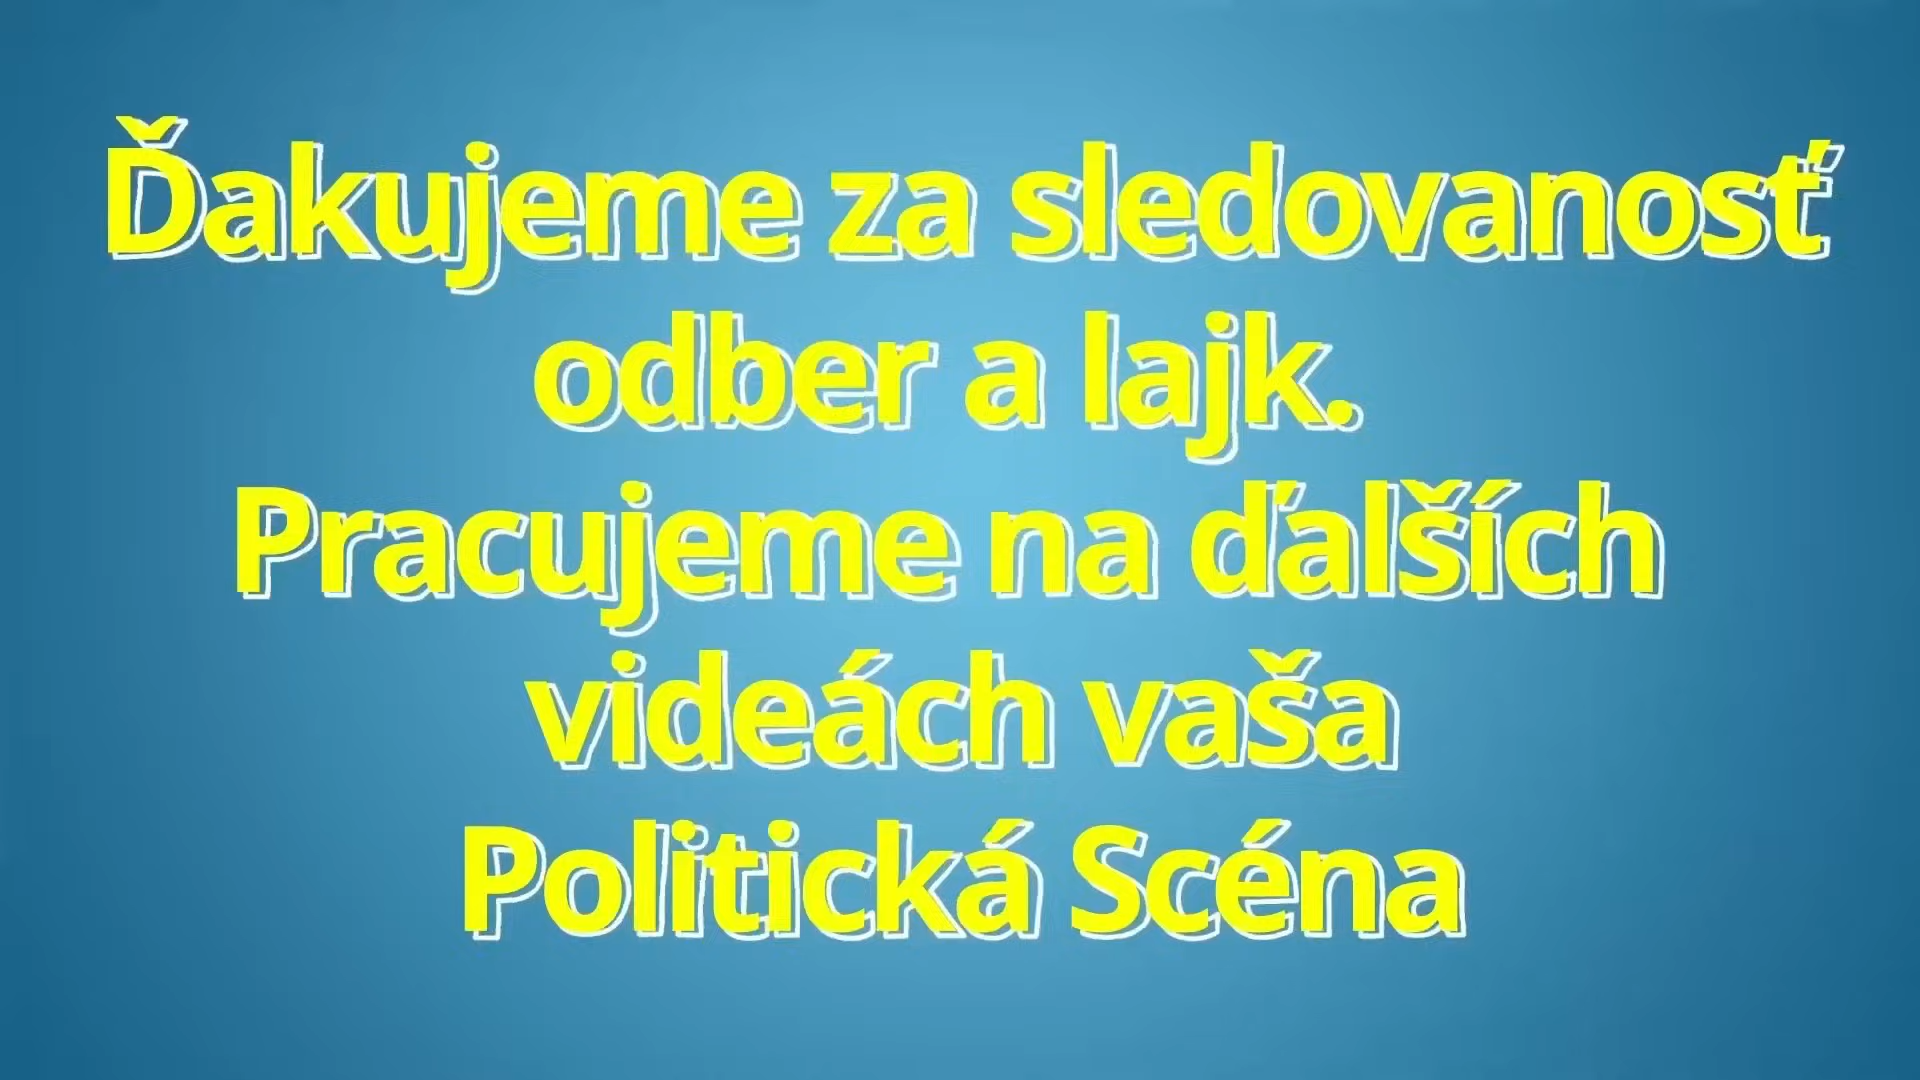 Ďakujeme za sledovanosť
odber a lajk.
Pracujeme na ďalších
videách vaša
Politická Scéna